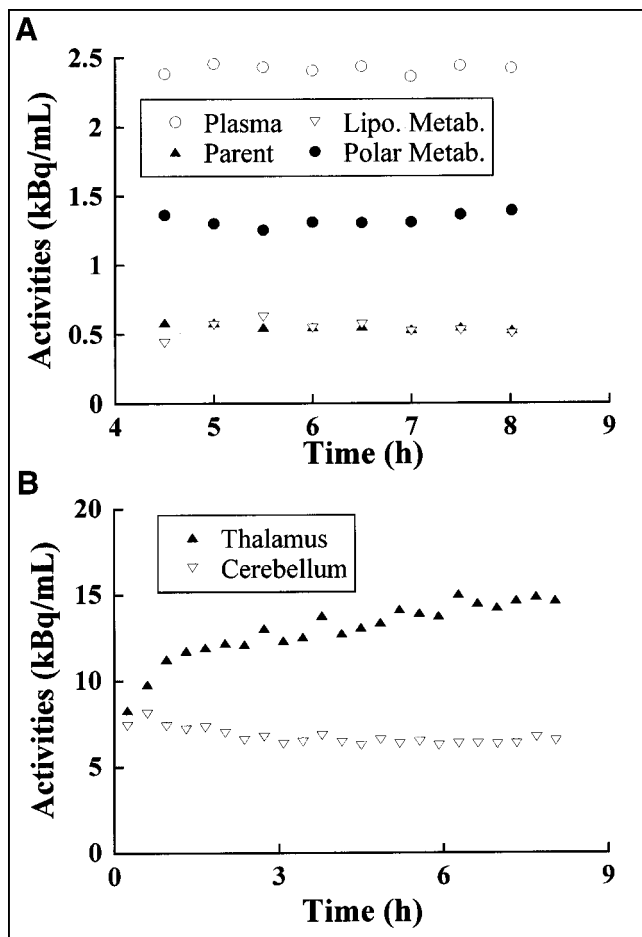 A
Activities (kBq/mL)
2.5
2
1.5
1
0.5
0
○ Plasma ▽ Lipo. Metab.
▲ Parent ● Polar Metab.
4 5 6 7 8 9
Time (h)
B
Activities (kBq/mL)
20
15
10
5
0
▲ Thalamus
▽ Cerebellum
0 3 6 9
Time (h)